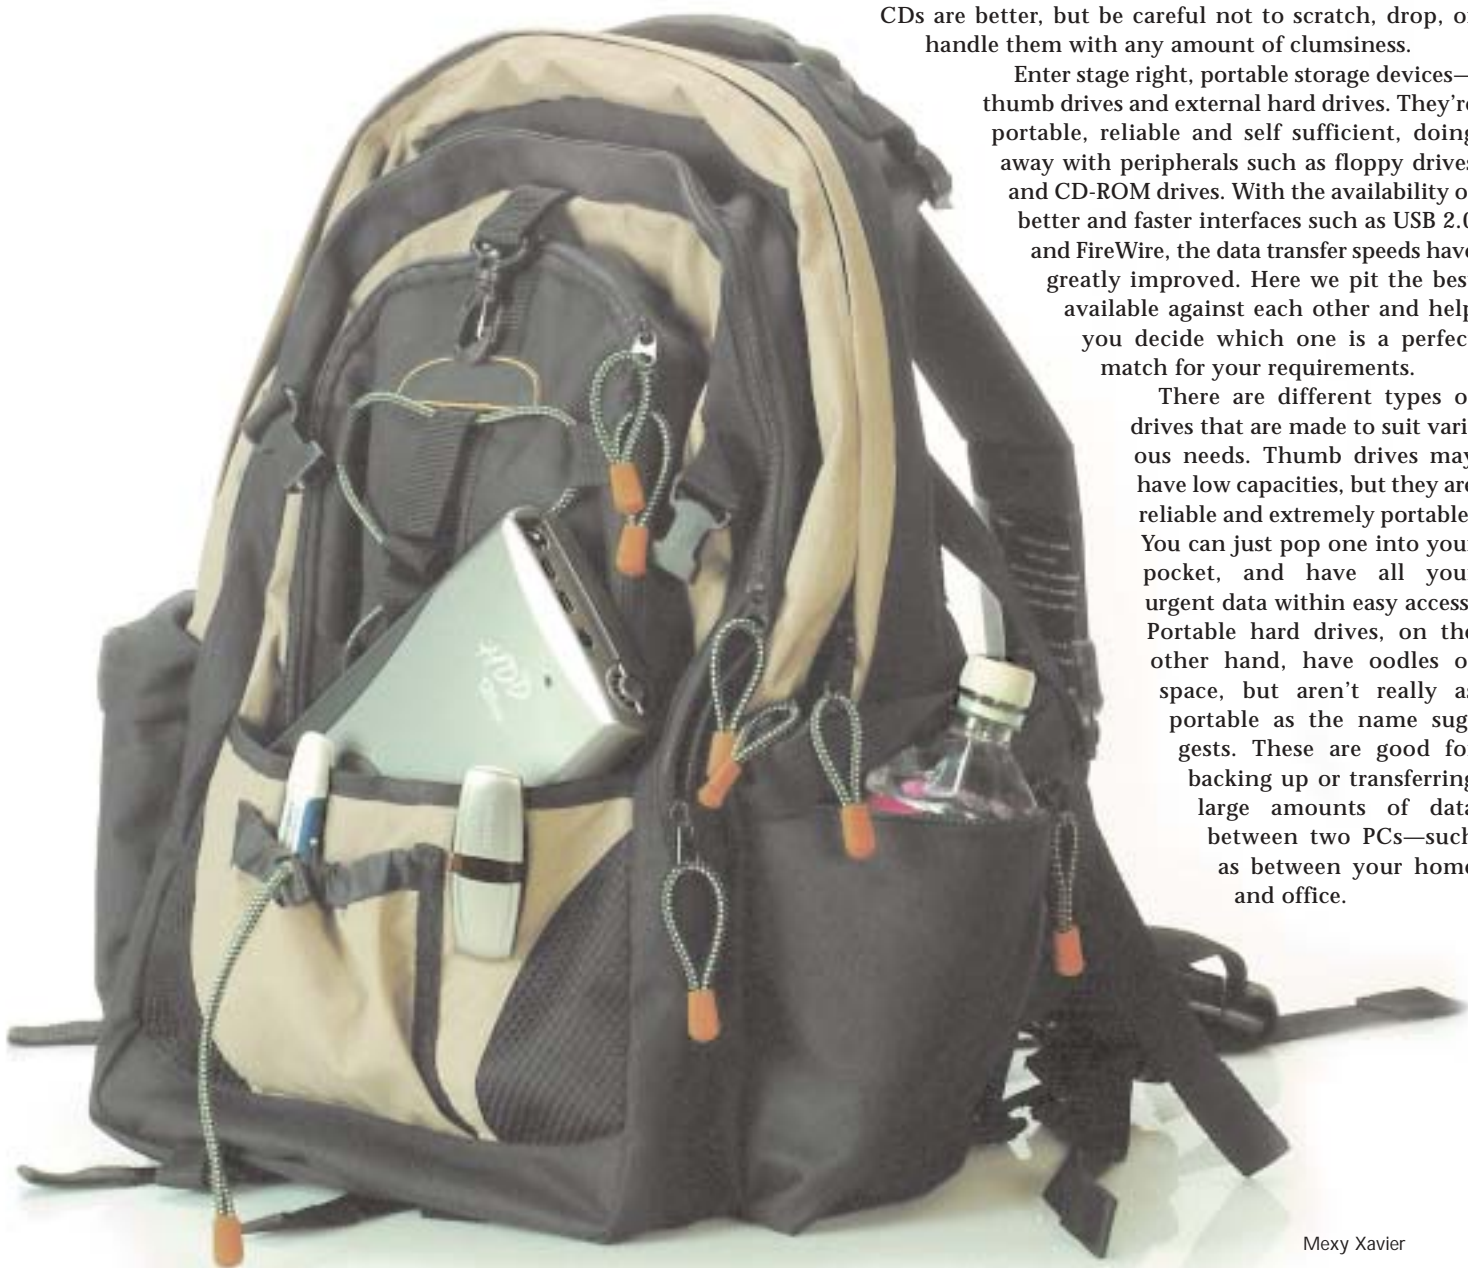 CDs are better, but be careful not to scratch, drop, or
handle them with any amount of clumsiness.
Enter stage right, portable storage devices—
thumb drives and external hard drives. They're
portable, reliable and self sufficient, doing
away with peripherals such as floppy drives
and CD-ROM drives. With the availability o
better and faster interfaces such as USB 2.0
and FireWire, the data transfer speeds have
greatly improved. Here we pit the bes
available against each other and help
you decide which one is a perfec
match for your requirements.
There are different types o
drives that are made to suit vari
ous needs. Thumb drives may
have low capacities, but they are
reliable and extremely portable
You can just pop one into your
pocket, and have all your
urgent data within easy access
Portable hard drives, on the
other hand, have oodles o
space, but aren't really as
portable as the name sug
gests. These are good for
backing up or transferring
large amounts of data
between two PCs—such
as between your home
and office.
Mexy Xavier